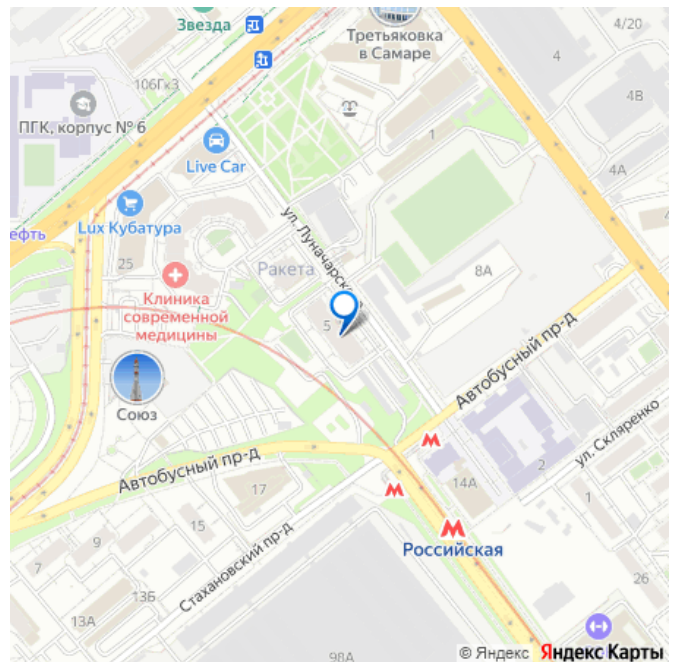 Звезда
Третьяковка
в Самаре
4/20
4
4В
106Гк3
ПГК, корпус № 6
1
Live Car
4А
Lux Кубатура
ул. Луначарско
25
Ракета
8А
Клиника
современной
медицины
5
Автобусный пр-д
Союз
ул. Скляренко
Автобусный пр-д
2
14А
17
1
15
Стахановский пр-д
Российская
9
7
26
13Б
13А
98А
© Яндекс Яндекс Карты